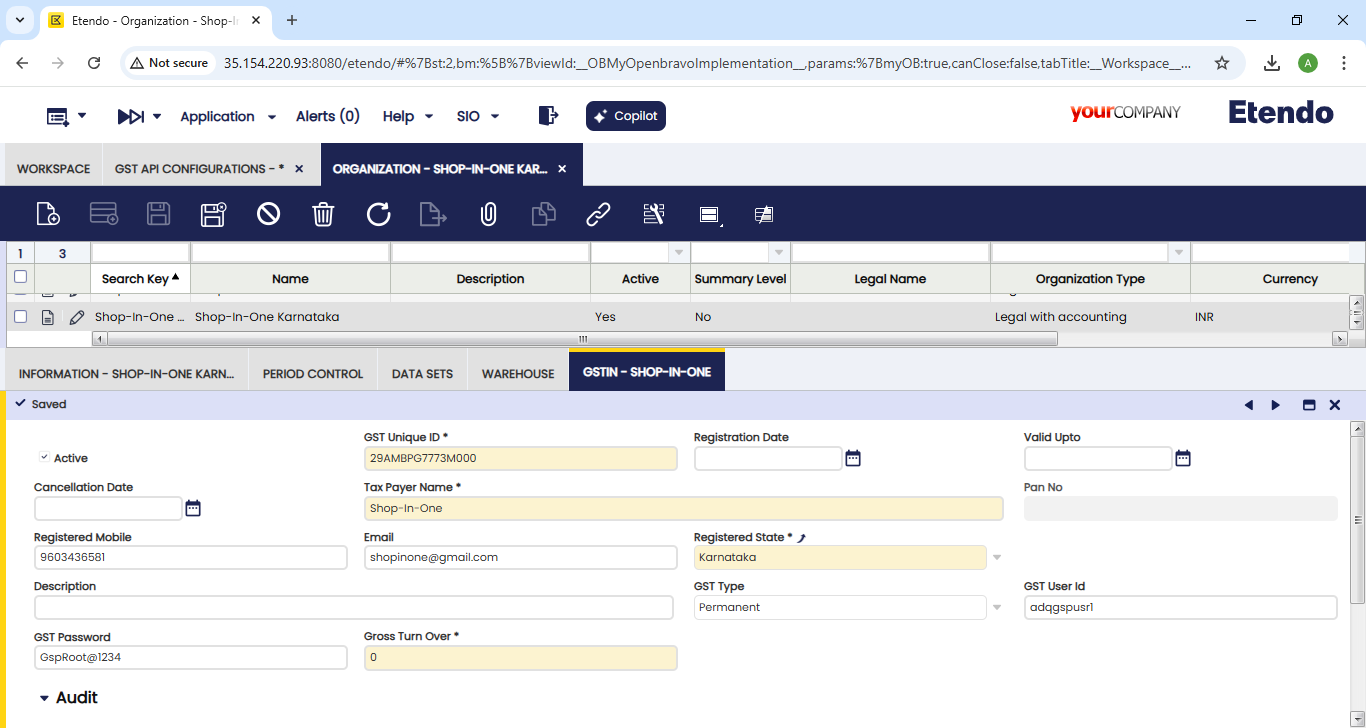 Etendo - Organization - Shop-I
Not secure
35.154.220.93:8080/etendo/#%7Bst:2,bm:%5B%7BviewId:__OBMyOpenbravoImplementation__,params:%7BmyOB:true,canClose:false,tabTitle:__Workspace__...
A
Application
Alerts (0)
Help
SIO
Copilot
yourCOMPANY
Etendo
WORKSPACE
GST API CONFIGURATIONS - *
ORGANIZATION - SHOP-IN-ONE KAR...
1 3
Search Key Name Description Active Summary Level Legal Name Organization Type Currency
Shop-In-One ... Shop-In-One Karnataka Yes No Legal with accounting INR
INFORMATION - SHOP-IN-ONE KARN... PERIOD CONTROL DATA SETS WAREHOUSE GSTIN - SHOP-IN-ONE
Saved
GST Unique ID * Registration Date Valid Upto
Active 29AMBPG7773M000
Cancellation Date Tax Payer Name * Pan No
Shop-In-One
Registered Mobile Email Registered State *
9603436581 shopinone@gmail.com Karnataka
Description GST Type GST User Id
Permanent adqgspusr1
GST Password Gross Turn Over *
GspRoot@1234 0
Audit